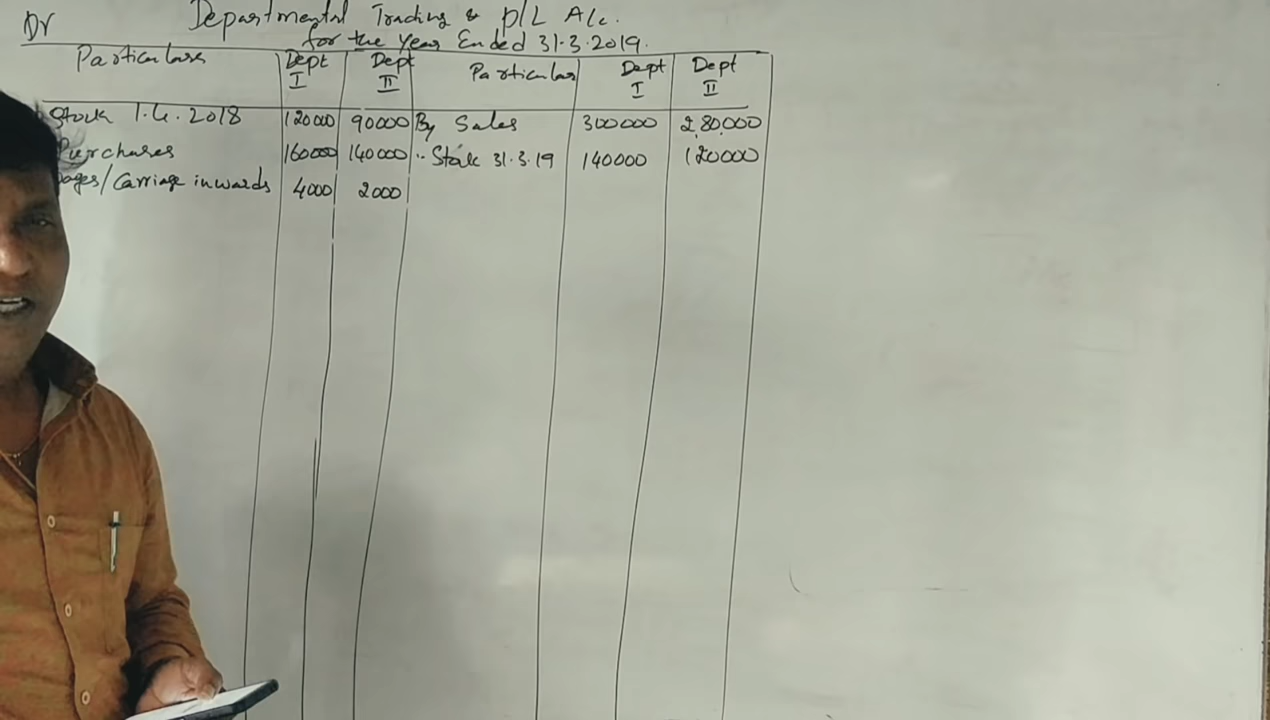 Dr Departmental Trading & P/L A/c.
for the Year Ended 31.3.2019.
Particulars Dept I Dept II Particulars Dept I Dept II
Stock 1.4.2018 120000 90000 By Sales 300000 2,80,000
Purchases 160000 140000 " Stock 31.3.19 140000 120000
/Carriage inwards 4000 2000